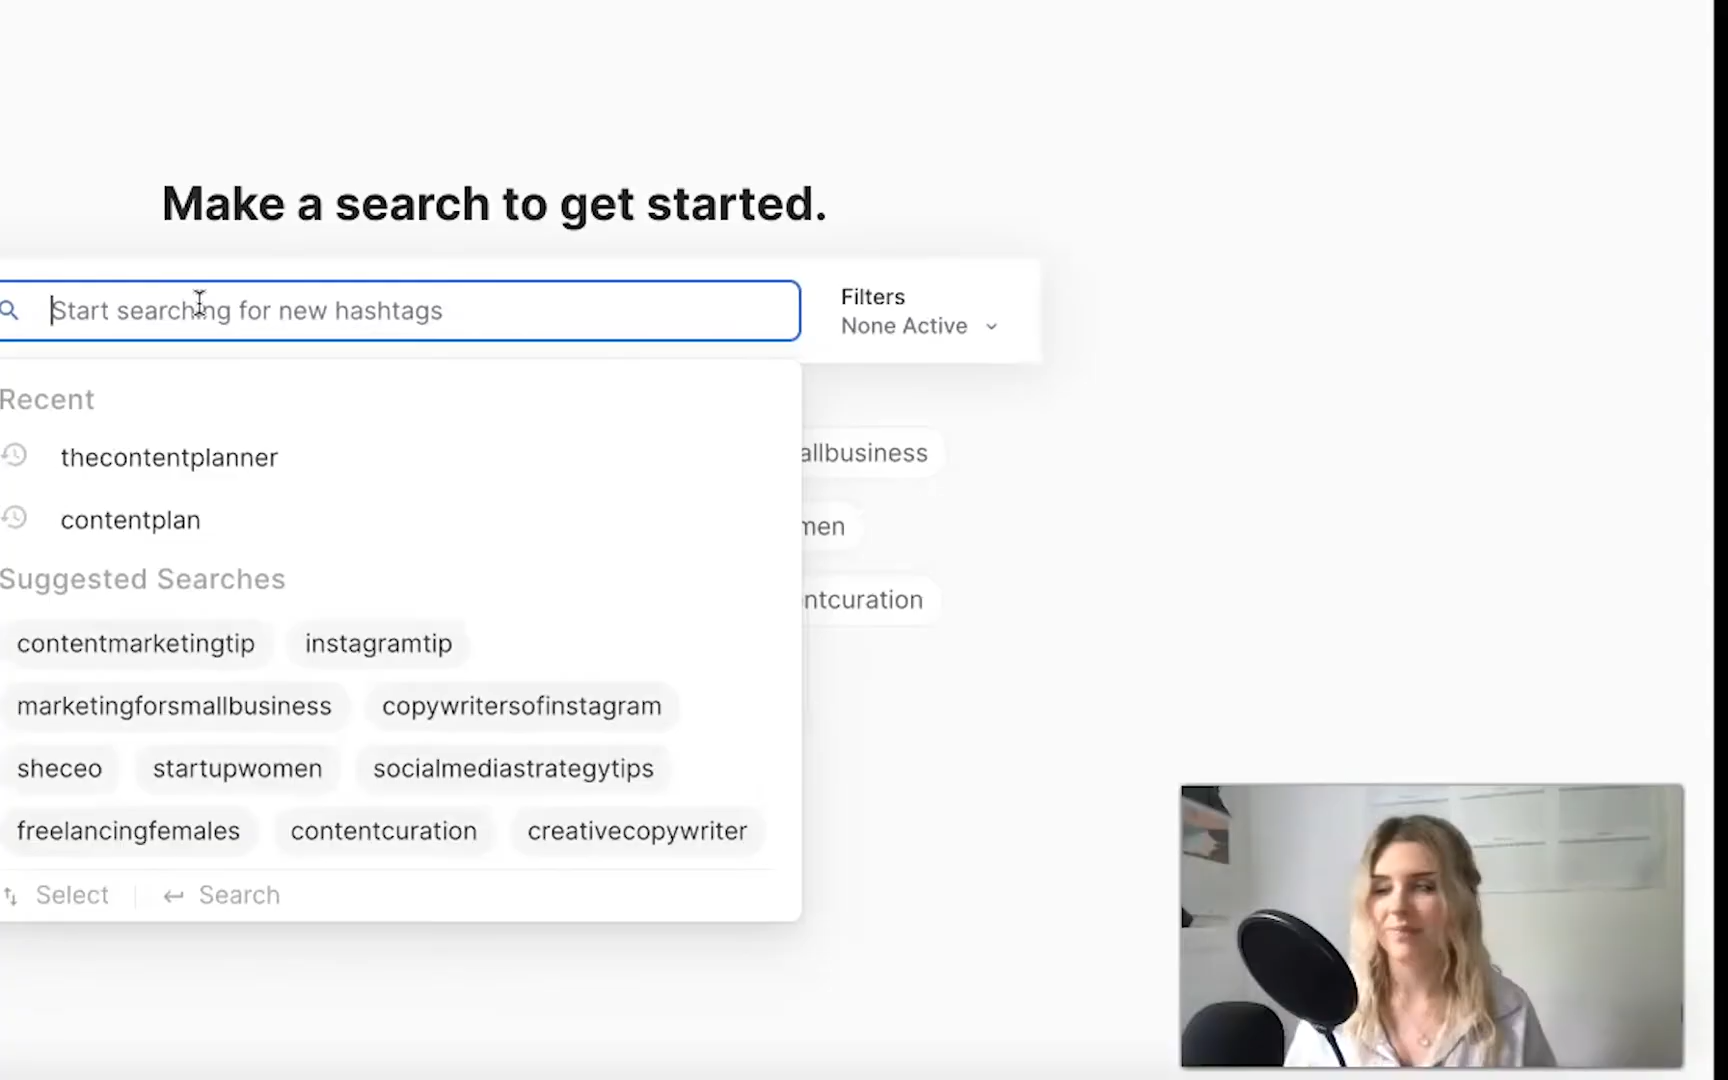 Make a search to get started.
Start searching for new hashtags
Filters
None Active
Recent
thecontentplanner
contentplan
Suggested Searches
contentmarketingtip instagramtip
marketingforsmallbusiness copywritersofinstagram
sheceo startupwomen socialmediastrategytips
freelancingfemales contentcuration creativecopywriter
Select Search
allbusiness
men
ntcuration